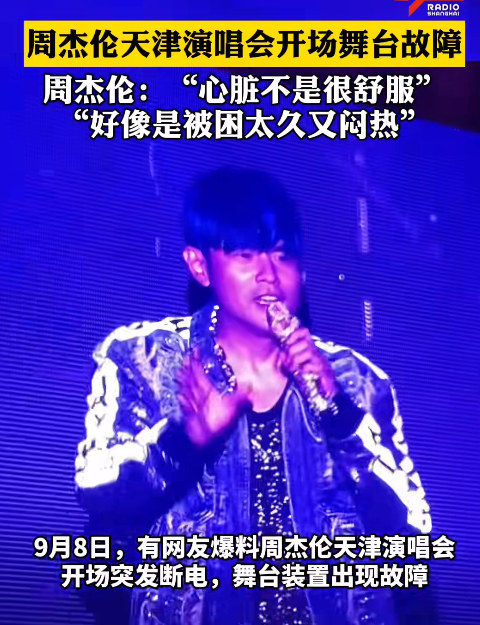 RADIO
SHANGHAI
周杰伦天津演唱会开场舞台故障
周杰伦：“心脏不是很舒服”
“好像是被困太久又闷热”
9月8日，有网友爆料周杰伦天津演唱会
开场突发断电，舞台装置出现故障